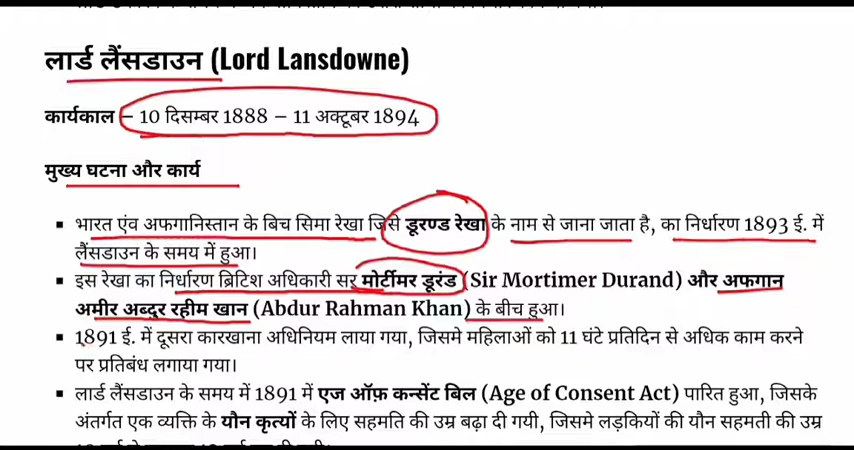 लार्ड लैंसडाउन (Lord Lansdowne)
कार्यकाल – 10 दिसम्बर 1888 – 11 अक्टूबर 1894
मुख्य घटना और कार्य
▪ भारत एंव अफगानिस्तान के बिच सिमा रेखा जिसे डूरण्ड रेखा के नाम से जाना जाता है, का निर्धारण 1893 ई. में
लैंसडाउन के समय में हुआ।
▪ इस रेखा का निर्धारण ब्रिटिश अधिकारी सर मोर्टीमर डूरंड (Sir Mortimer Durand) और अफगान
अमीर अब्दुर रहीम खान (Abdur Rahman Khan) के बीच हुआ।
▪ 1891 ई. में दूसरा कारखाना अधिनियम लाया गया, जिसमे महिलाओं को 11 घंटे प्रतिदिन से अधिक काम करने
पर प्रतिबंध लगाया गया।
▪ लार्ड लैंसडाउन के समय में 1891 में एज ऑफ़ कन्सेंट बिल (Age of Consent Act) पारित हुआ, जिसके
अंतर्गत एक व्यक्ति के यौन कृत्यों के लिए सहमति की उम्र बढ़ा दी गयी, जिसमे लड़कियों की यौन सहमती की उम्र